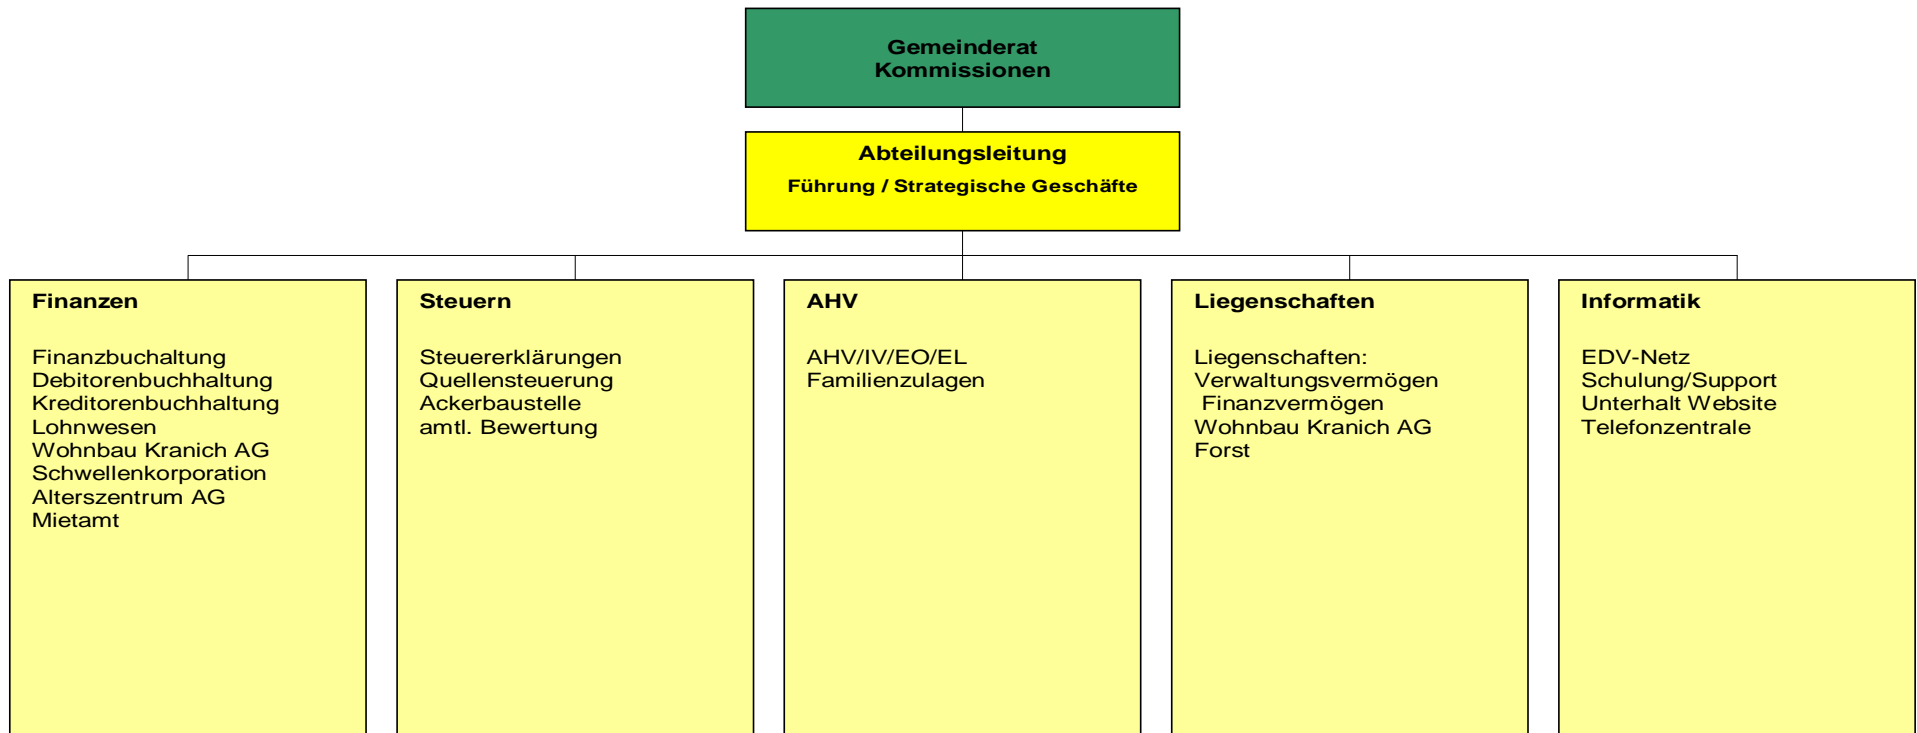 Gemeinderat
Kommissionen
Abteilungsleitung
Führung / Strategische Geschäfte
Finanzen
Finanzbuchaltung
Debitorenbuchhaltung
Kreditorenbuchhaltung
Lohnwesen
Wohnbau Kranich AG
Schwellenkorporation
Alterszentrum AG
Mietamt
Steuern
Steuererklärungen
Quellensteuerung
Ackerbaustelle
amtl. Bewertung
AHV
AHV/IV/EO/EL
Familienzulagen
Liegenschaften
Liegenschaften:
Verwaltungsvermögen
Finanzvermögen
Wohnbau Kranich AG
Forst
Informatik
EDV-Netz
Schulung/Support
Unterhalt Website
Telefonzentrale